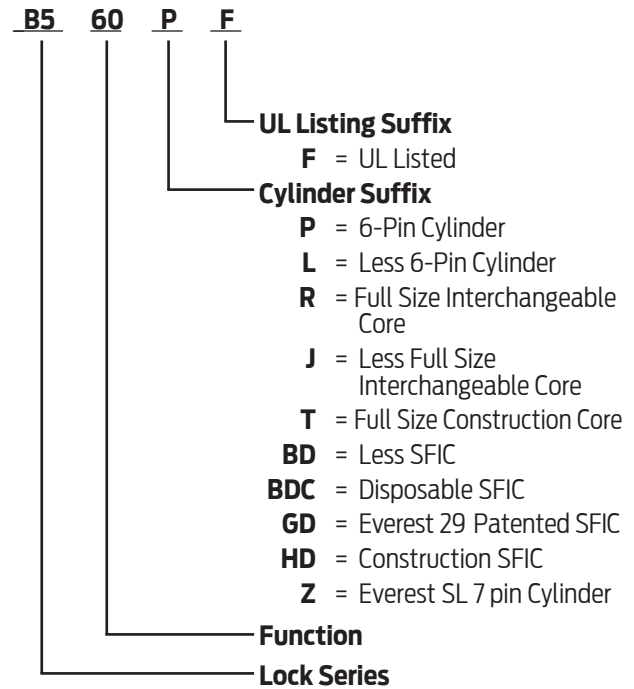 B5 60 P F
UL Listing Suffix
F = UL Listed
Cylinder Suffix
P = 6-Pin Cylinder
L = Less 6-Pin Cylinder
R = Full Size Interchangeable
Core
J = Less Full Size
Interchangeable Core
T = Full Size Construction Core
BD = Less SFIC
BDC = Disposable SFIC
GD = Everest 29 Patented SFIC
HD = Construction SFIC
Z = Everest SL 7 pin Cylinder
Function
Lock Series